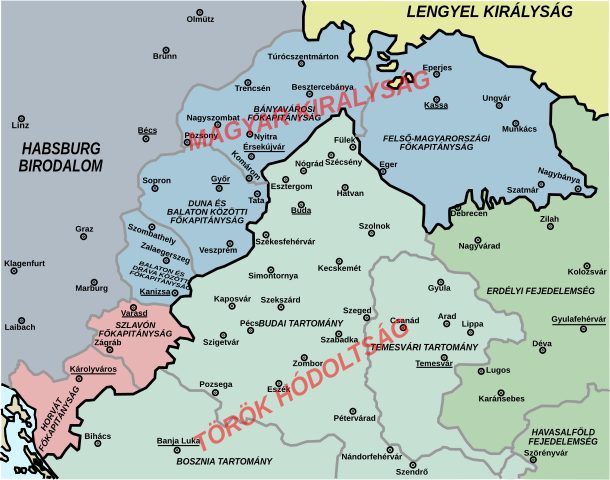 LENGYEL KIRÁLYSÁG
Olmütz
Brünn
Túrócszentmárton
Eperjes
Trencsén
Besztercebánya
MAGYAR KIRÁLYSÁG
BÁNYAVÁROSI
FŐKAPITÁNYSÁG
Kassa
Ungvár
Linz
Bécs
Nagyszombat
Pozsony
Nyitra
Érsekújvár
Munkács
FELSŐ-MAGYARORSZÁGI
FŐKAPITÁNYSÁG
HABSBURG
BIRODALOM
Fülek
Szécsény
Nógrád
Komárom
Eger
Nagybánya
Szatmár
Sopron
Győr
Esztergom
Hatvan
Tata
DUNA ÉS
BALATON KÖZÖTTI
FŐKAPITÁNYSÁG
Buda
Debrecen
Zilah
Graz
Szombathely
Szolnok
Székesfehérvár
Nagyvárad
Zalaegerszeg
Veszprém
Klagenfurt
BALATON ÉS
DRÁVA KÖZÖTTI
FŐKAPITÁNYSÁG
Simontornya
Kecskemét
Kolozsvár
Marburg
Kanizsa
Gyula
ERDÉLYI FEJEDELEMSÉG
Kaposvár
Szekszárd
Varasd
Szeged
Arad
Lippa
Gyulafehérvár
Laibach
SZLAVÓN
FŐKAPITÁNYSÁG
Pécs
BUDAI TARTOMÁNY
Csanád
Zágráb
Szigetvár
Szabadka
TEMESVÁRI TARTOMÁNY
Déva
Károlyváros
Zombor
Temesvár
Lugos
TÖRÖK HÓDOLTSÁG
Pozsega
Eszék
Karánsebes
HORVÁT
FŐKAPITÁNYSÁG
Pétervárad
Bihács
Banja Luka
HAVASALFÖLD
FEJEDELEMSÉG
BOSZNIA TARTOMÁNY
Nándorfehérvár
Szörényvár
Szendrő